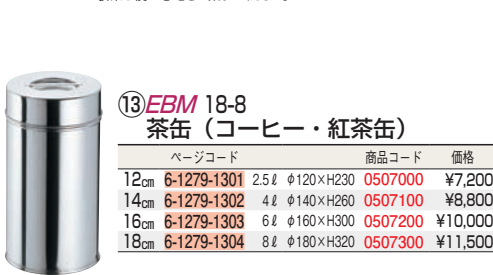 ⑬EBM 18-8
茶缶（コーヒー・紅茶缶）
ページコード 商品コード 価格
12㎝ 6-1279-1301 2.5ℓ φ120×H230 0507000 ¥7,200
14㎝ 6-1279-1302 4ℓ φ140×H260 0507100 ¥8,800
16㎝ 6-1279-1303 6ℓ φ160×H300 0507200 ¥10,000
18㎝ 6-1279-1304 8ℓ φ180×H320 0507300 ¥11,500